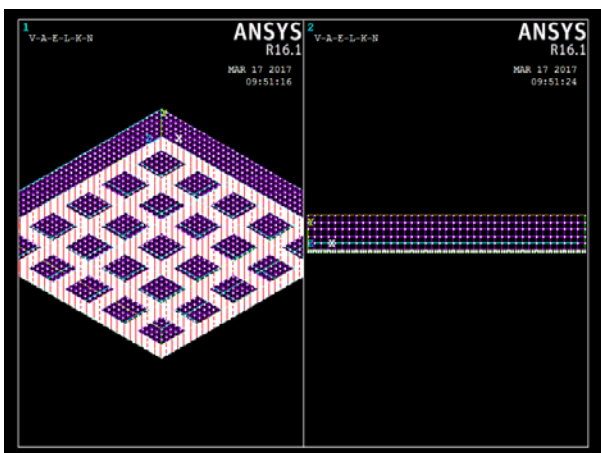 1
V-A-E-L-K-N
ANSYS
R16.1
MAR 17 2017
09:51:16
Z
X
2
V-A-E-L-K-N
ANSYS
R16.1
MAR 17 2017
09:51:24
Y
Z
X